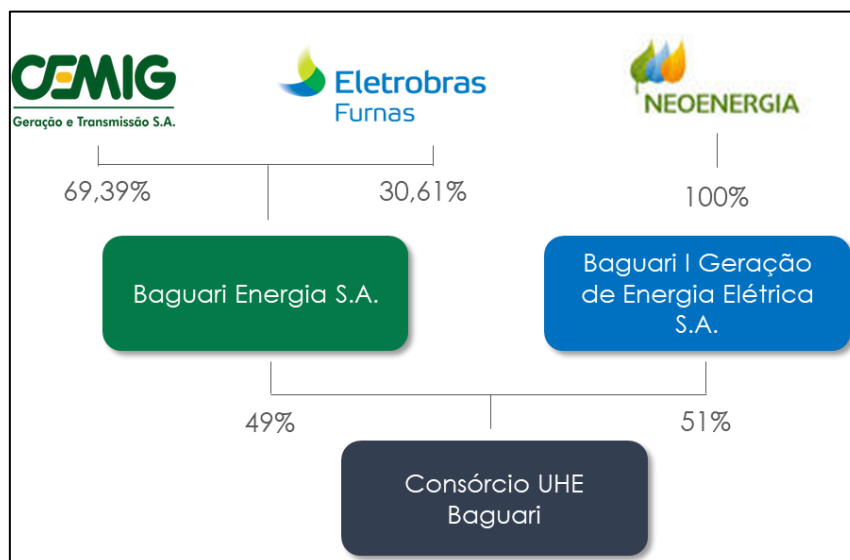 CEMIG
Geração e Transmissão S.A.
Eletrobras
Furnas
NEOENERGIA
69,39%
30,61%
100%
Baguari Energia S.A.
Baguari I Geração
de Energia Elétrica
S.A.
49%
51%
Consórcio UHE
Baguari